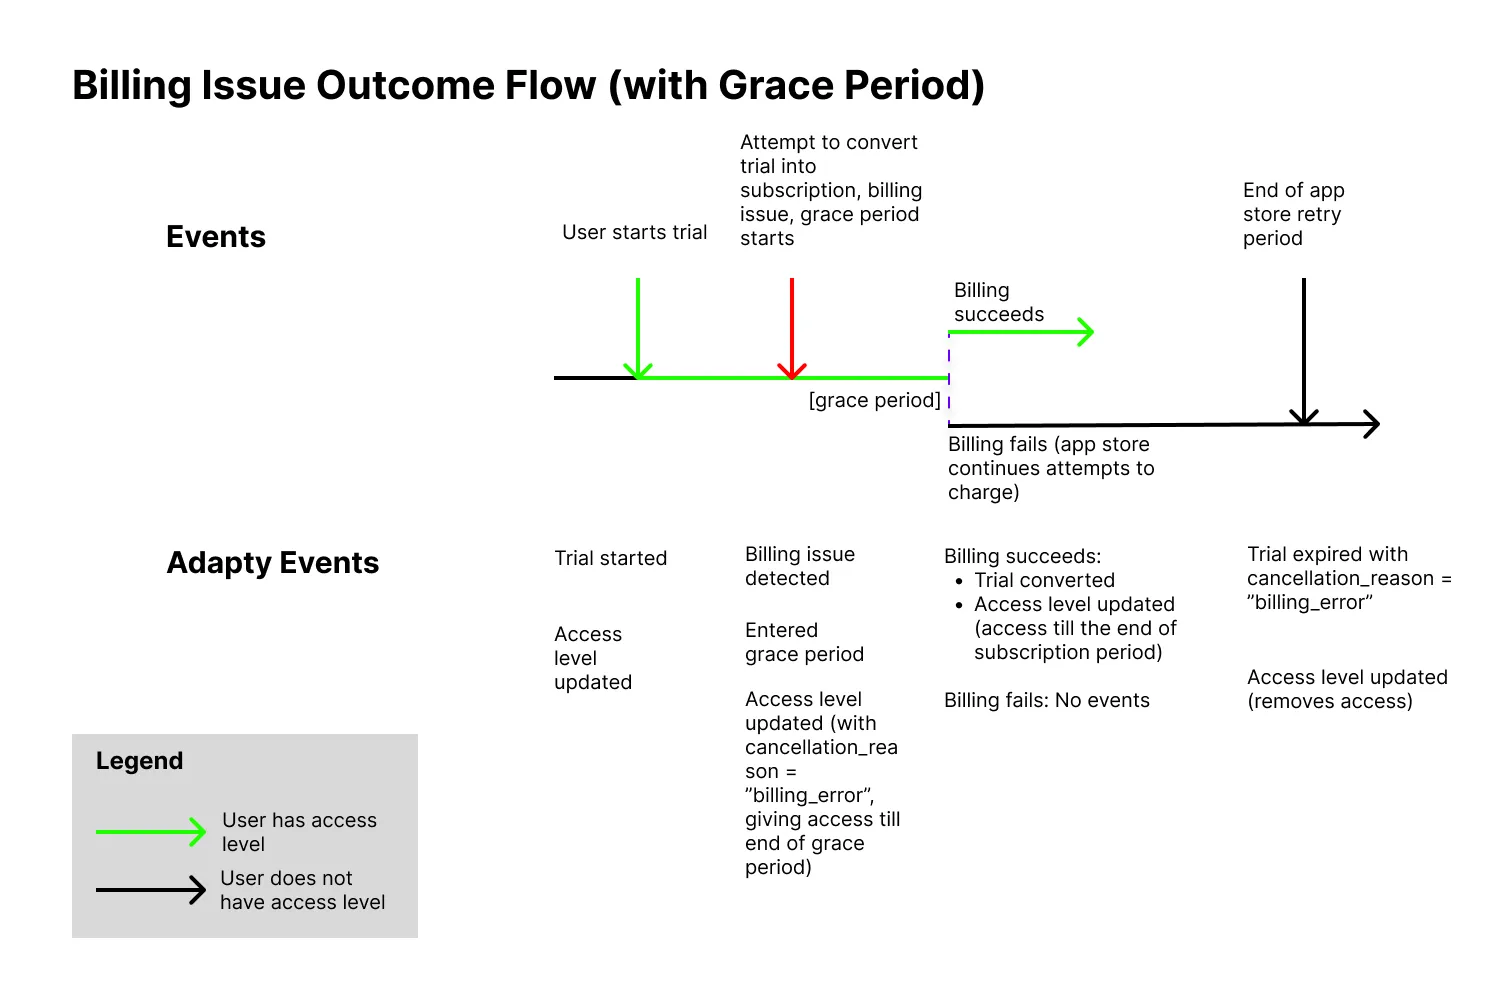 Billing Issue Outcome Flow (with Grace Period)
Events
User starts trial
Attempt to convert
trial into
subscription, billing
issue, grace period
starts
End of app
store retry
period
Billing
succeeds
[grace period]
Billing fails (app store
continues attempts to
charge)
Adapty Events
Trial started
Access
level
updated
Billing issue
detected
Entered
grace period
Access level
updated (with
cancellation_rea
son =
”billing_error”,
giving access till
end of grace
period)
Billing succeeds:
• Trial converted
• Access level updated
(access till the end of
subscription period)
Billing fails: No events
Trial expired with
cancellation_reason =
”billing_error”
Access level updated
(removes access)
Legend
User has access
level
User does not
have access level